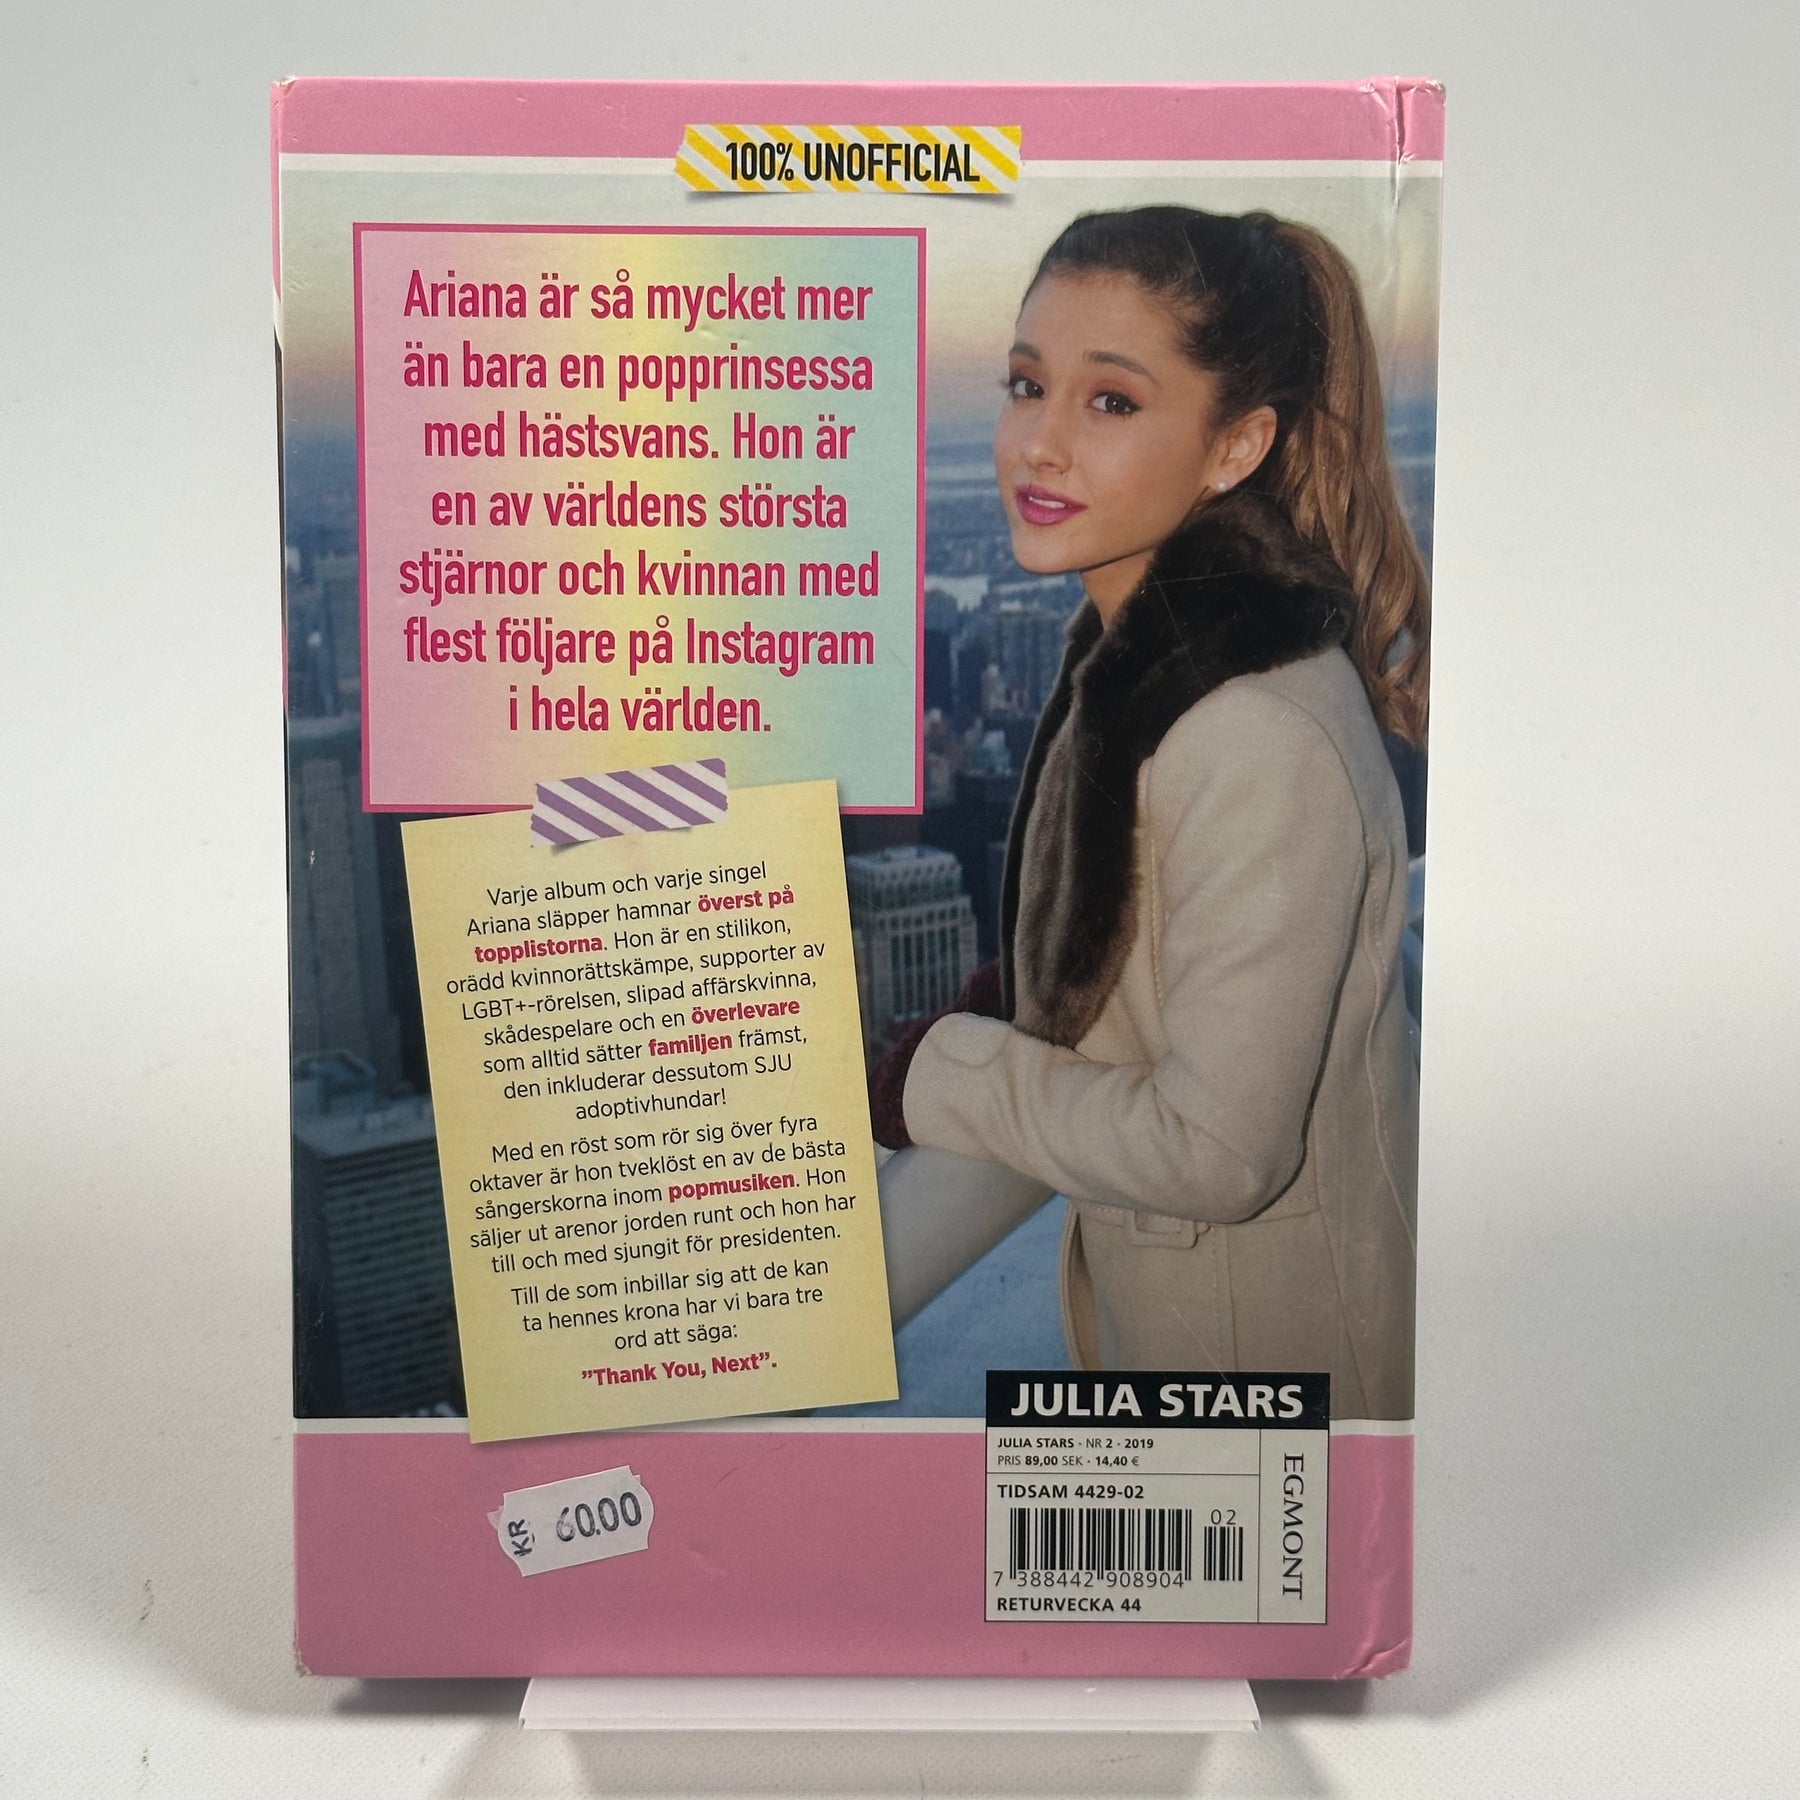 100% UNOFFICIAL
Ariana är så mycket mer
än bara en popprinsessa
med hästsvans. Hon är
en av världens största
stjärnor och kvinnan med
flest följare på Instagram
i hela världen.
Varje album och varje singel
Ariana släpper hamnar överst på
topplistorna. Hon är en stilikon,
orädd kvinnorättskämpe, supporter av
LGBT+-rörelsen, slipad affärskvinna,
skådespelare och en överlevare
som alltid sätter familjen främst,
den inkluderar dessutom SJU
adoptivhundar!
Med en röst som rör sig över fyra
oktaver är hon tveklöst en av de bästa
sångerskorna inom popmusiken. Hon
säljer ut arenor jorden runt och hon har
till och med sjungit för presidenten.
Till de som inbillar sig att de kan
ta hennes krona har vi bara tre
ord att säga:
”Thank You, Next”.
KR 60.00
JULIA STARS
JULIA STARS · NR 2 · 2019
PRIS 89,00 SEK · 14,40 €
TIDSAM 4429-02
02
7 388442 908904
RETURVECKA 44
EGMONT